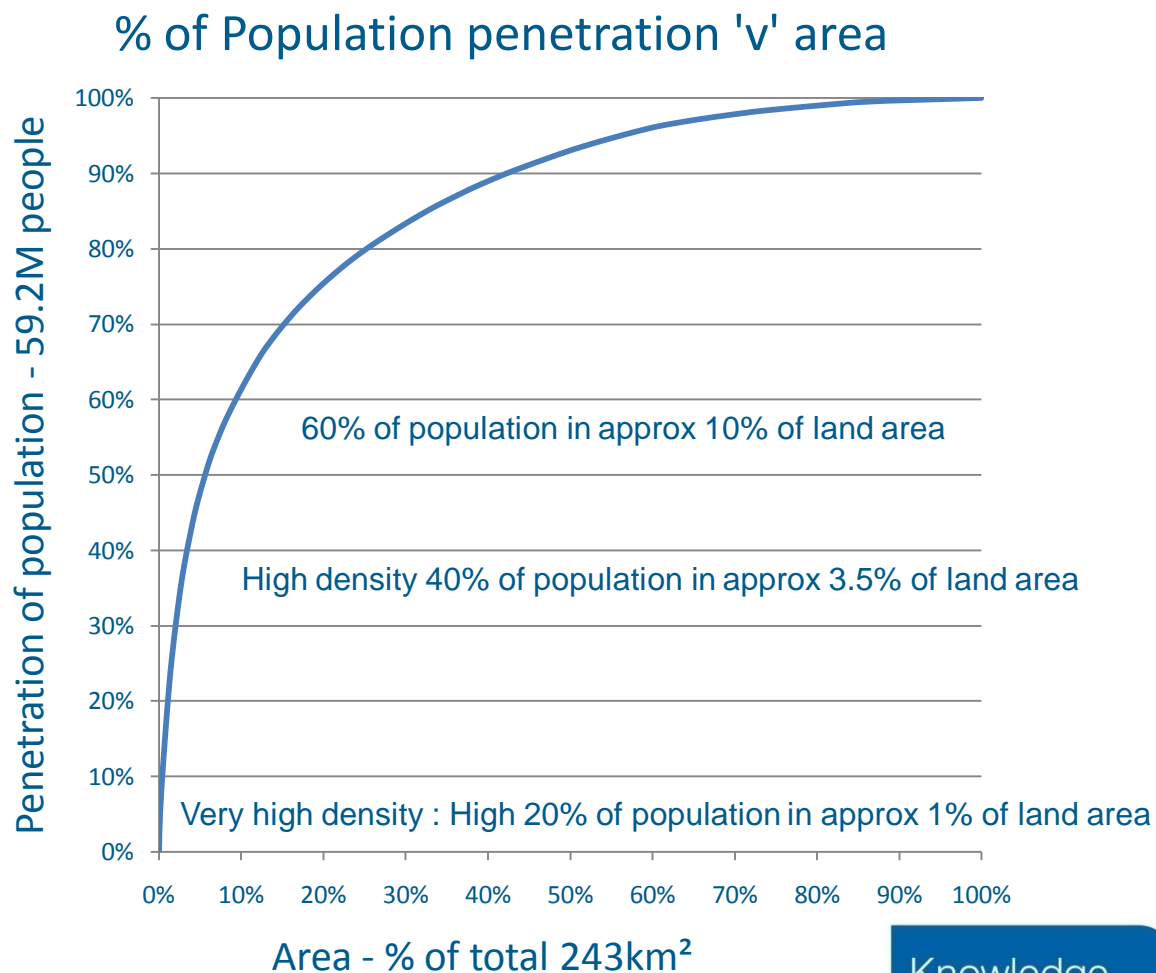 % of Population penetration 'v' area
Penetration of population - 59.2M people
100%
90%
80%
70%
60%
50%
40%
30%
20%
10%
0%
60% of population in approx 10% of land area
High density 40% of population in approx 3.5% of land area
Very high density : High 20% of population in approx 1% of land area
0% 10% 20% 30% 40% 50% 60% 70% 80% 90% 100%
Area - % of total 243km²
Knowledge